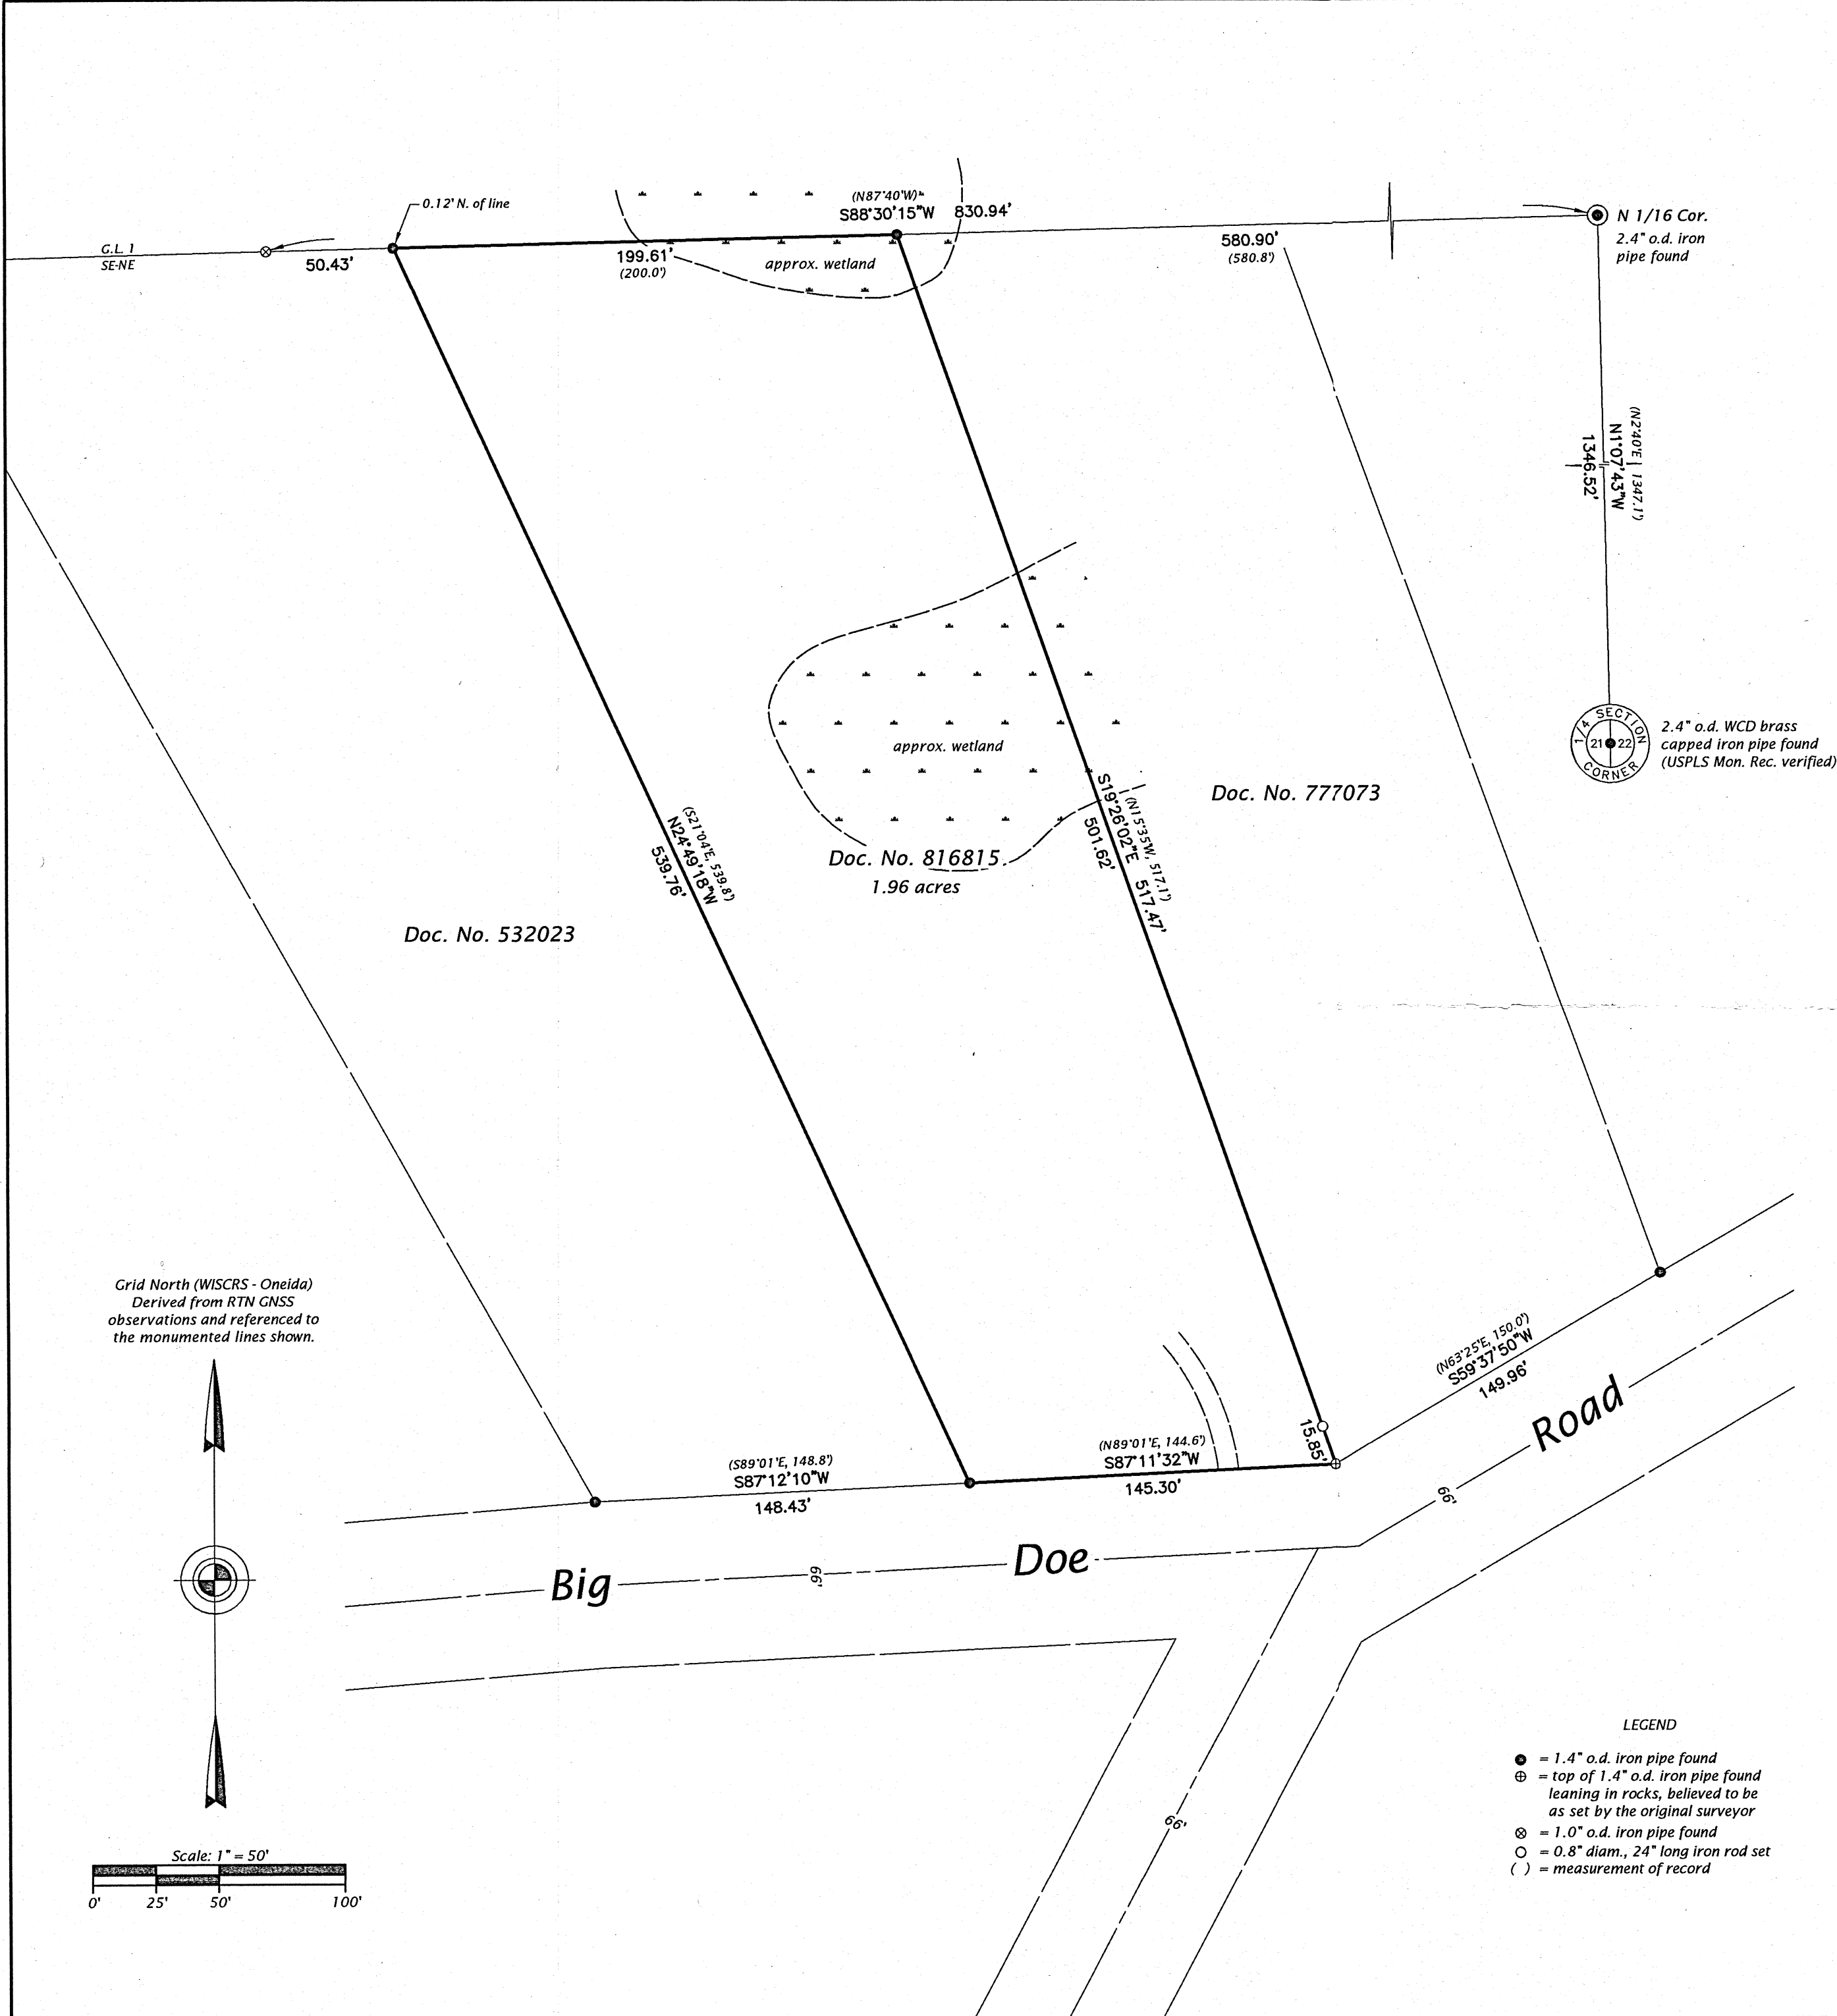 0.12' N. of line
(N87°40'W)
S88°30'15"W 830.94'
N 1/16 Cor.
2.4" o.d. iron
pipe found
G.L. 1
SE-NE
50.43'
199.61'
(200.0')
approx. wetland
580.90'
(580.8')
(N2°40'E | 1347.1')
N1°07'43"W
1346.52'
1/4 SECTION
21 22
CORNER
2.4" o.d. WCD brass
capped iron pipe found
(USPLS Mon. Rec. verified)
approx. wetland
Doc. No. 777073
(S21°04'E, 539.8')
N24°49'18"W
539.76'
(N15°35'W, 517.1')
S19°26'02"E 517.47'
501.62'
Doc. No. 816815
1.96 acres
Doc. No. 532023
Grid North (WISCRS - Oneida)
Derived from RTN GNSS
observations and referenced to
the monumented lines shown.
(N63°25'E, 150.0')
S59°37'50"W
149.96'
15.85'
(S89°01'E, 148.8')
S87°12'10"W
148.43'
(N89°01'E, 144.6')
S87°11'32"W
145.30'
Big Doe Road
66'
66'
66'
Scale: 1" = 50'
0' 25' 50' 100'
LEGEND
= 1.4" o.d. iron pipe found
= top of 1.4" o.d. iron pipe found
leaning in rocks, believed to be
as set by the original surveyor
= 1.0" o.d. iron pipe found
= 0.8" diam., 24" long iron rod set
( ) = measurement of record